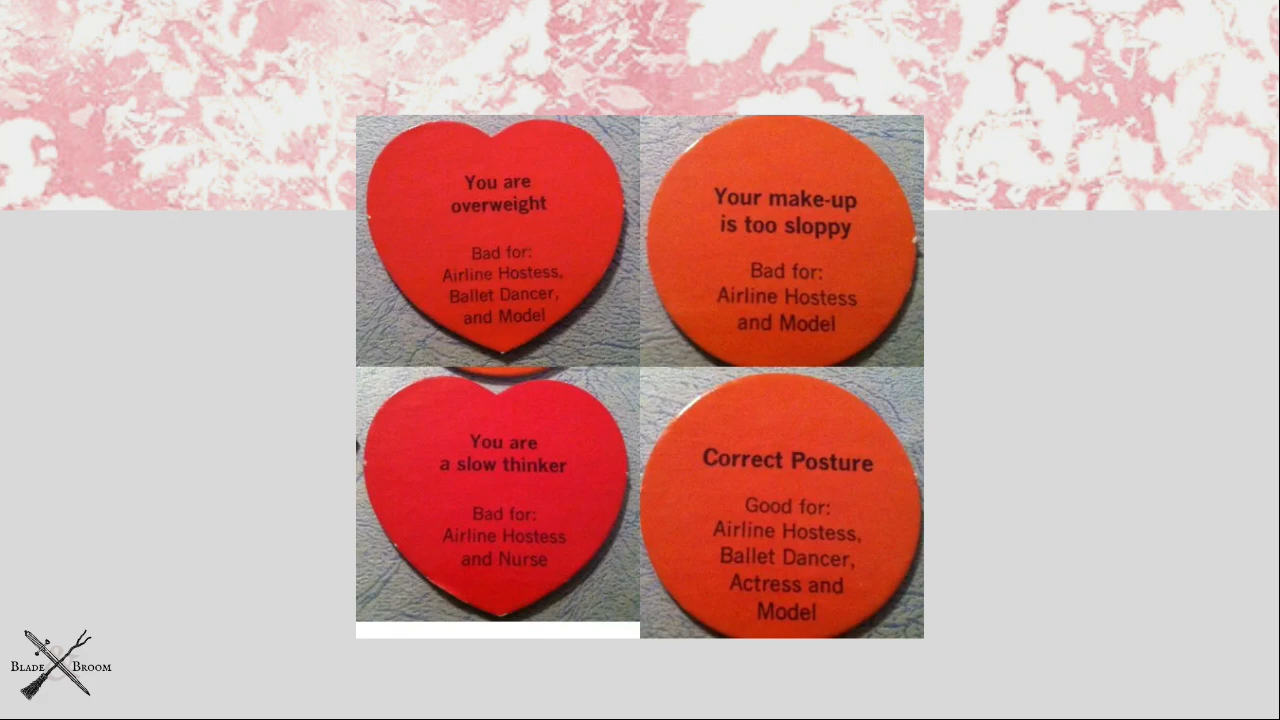 You are
overweight
Bad for:
Airline Hostess,
Ballet Dancer,
and Model
Your make-up
is too sloppy
Bad for:
Airline Hostess
and Model
You are
a slow thinker
Bad for:
Airline Hostess
and Nurse
Correct Posture
Good for:
Airline Hostess,
Ballet Dancer,
Actress and
Model
BLADE & BROOM